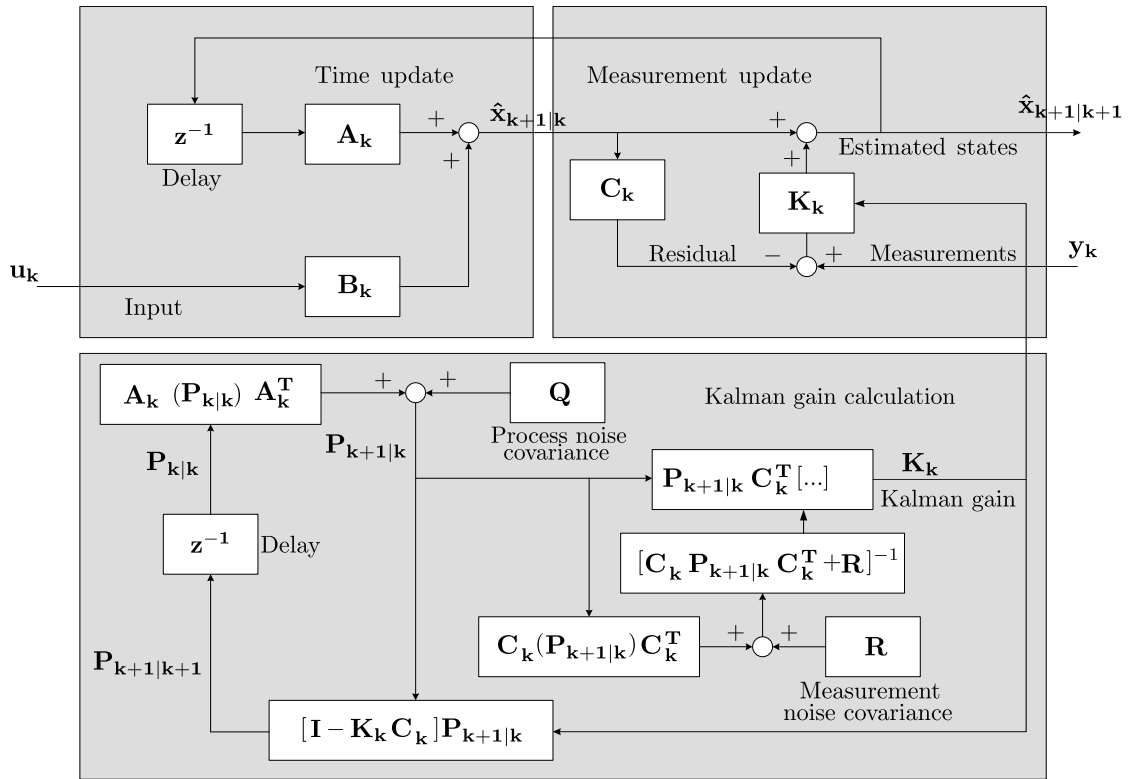 Time update
Measurement update
x̂ₖ₊₁|ₖ
x̂ₖ₊₁|ₖ₊₁
z⁻¹
Aₖ
+
+
+
+
Estimated states
Delay
Cₖ
Kₖ
Residual
−
+
Measurements
yₖ
uₖ
Input
Bₖ
Aₖ (Pₖ|ₖ) Aₖᵀ
+
+
Q
Kalman gain calculation
Process noise
covariance
Pₖ₊₁|ₖ
Pₖ|ₖ
Pₖ₊₁|ₖ Cₖᵀ [...]
Kₖ
Kalman gain
z⁻¹
Delay
[Cₖ Pₖ₊₁|ₖ Cₖᵀ +R]⁻¹
Cₖ(Pₖ₊₁|ₖ) Cₖᵀ
+
+
R
Pₖ₊₁|ₖ₊₁
Measurement
noise covariance
[I − Kₖ Cₖ ]Pₖ₊₁|ₖ